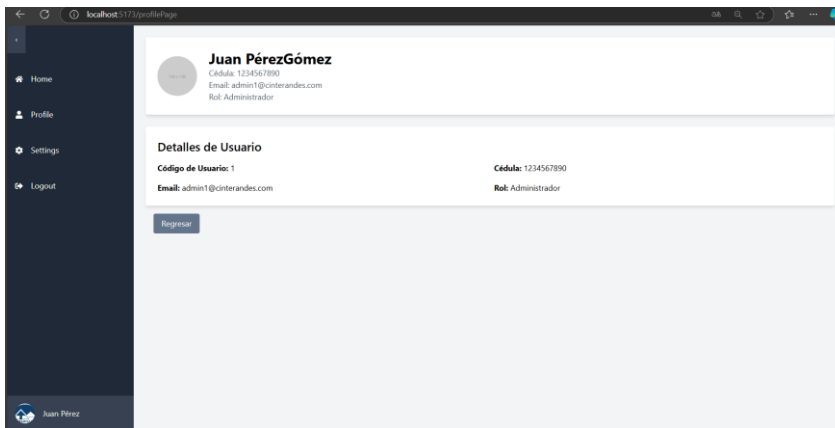 localhost:5173/profilePage
Home
Profile
Settings
Logout
Juan Pérez
Juan PérezGómez
Cédula: 1234567890
Email: admin1@cinterandes.com
Rol: Administrador
Detalles de Usuario
Código de Usuario: 1
Cédula: 1234567890
Email: admin1@cinterandes.com
Rol: Administrador
Regresar